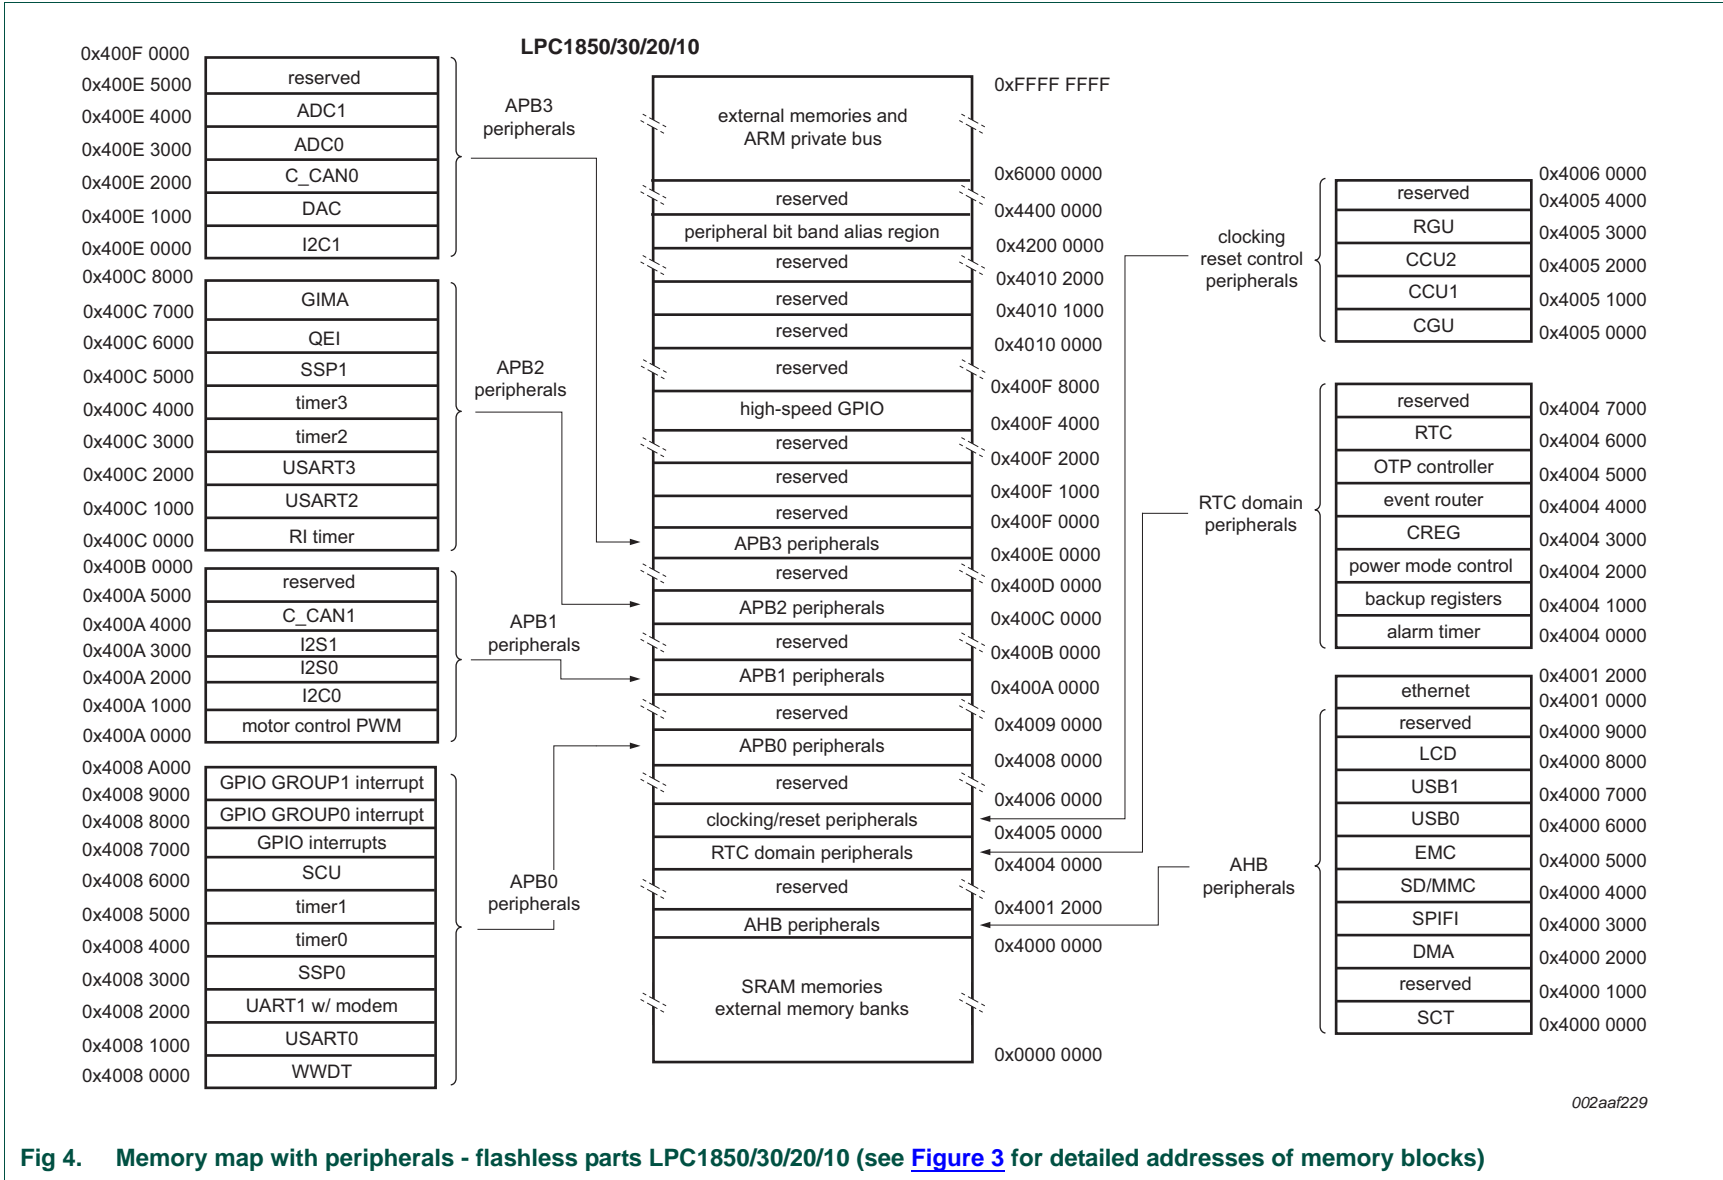 LPC1850/30/20/10
0x400F 0000
reserved
0x400E 5000
ADC1
0x400E 4000
ADC0
0x400E 3000
C_CAN0
0x400E 2000
DAC
0x400E 1000
I2C1
0x400E 0000
APB3
peripherals
0x400C 8000
GIMA
0x400C 7000
QEI
0x400C 6000
SSP1
0x400C 5000
timer3
0x400C 4000
timer2
0x400C 3000
USART3
0x400C 2000
USART2
0x400C 1000
RI timer
0x400C 0000
APB2
peripherals
0x400B 0000
reserved
0x400A 5000
C_CAN1
0x400A 4000
I2S1
0x400A 3000
I2S0
0x400A 2000
I2C0
0x400A 1000
motor control PWM
0x400A 0000
APB1
peripherals
0x4008 A000
GPIO GROUP1 interrupt
0x4008 9000
GPIO GROUP0 interrupt
0x4008 8000
GPIO interrupts
0x4008 7000
SCU
0x4008 6000
timer1
0x4008 5000
timer0
0x4008 4000
SSP0
0x4008 3000
UART1 w/ modem
0x4008 2000
USART0
0x4008 1000
WWDT
0x4008 0000
APB0
peripherals
0xFFFF FFFF
external memories and
ARM private bus
0x6000 0000
reserved
0x4400 0000
peripheral bit band alias region
0x4200 0000
reserved
0x4010 2000
reserved
0x4010 1000
reserved
0x4010 0000
reserved
0x400F 8000
high-speed GPIO
0x400F 4000
reserved
0x400F 2000
reserved
0x400F 1000
reserved
0x400F 0000
APB3 peripherals
0x400E 0000
reserved
0x400D 0000
APB2 peripherals
0x400C 0000
reserved
0x400B 0000
APB1 peripherals
0x400A 0000
reserved
0x4009 0000
APB0 peripherals
0x4008 0000
reserved
0x4006 0000
clocking/reset peripherals
0x4005 0000
RTC domain peripherals
0x4004 0000
reserved
0x4001 2000
AHB peripherals
0x4000 0000
SRAM memories
external memory banks
0x0000 0000
clocking
reset control
peripherals
0x4006 0000
reserved
0x4005 4000
RGU
0x4005 3000
CCU2
0x4005 2000
CCU1
0x4005 1000
CGU
0x4005 0000
RTC domain
peripherals
reserved
0x4004 7000
RTC
0x4004 6000
OTP controller
0x4004 5000
event router
0x4004 4000
CREG
0x4004 3000
power mode control
0x4004 2000
backup registers
0x4004 1000
alarm timer
0x4004 0000
AHB
peripherals
0x4001 2000
ethernet
0x4001 0000
reserved
0x4000 9000
LCD
0x4000 8000
USB1
0x4000 7000
USB0
0x4000 6000
EMC
0x4000 5000
SD/MMC
0x4000 4000
SPIFI
0x4000 3000
DMA
0x4000 2000
reserved
0x4000 1000
SCT
0x4000 0000
002aaf229
Fig 4. Memory map with peripherals - flashless parts LPC1850/30/20/10 (see Figure 3 for detailed addresses of memory blocks)